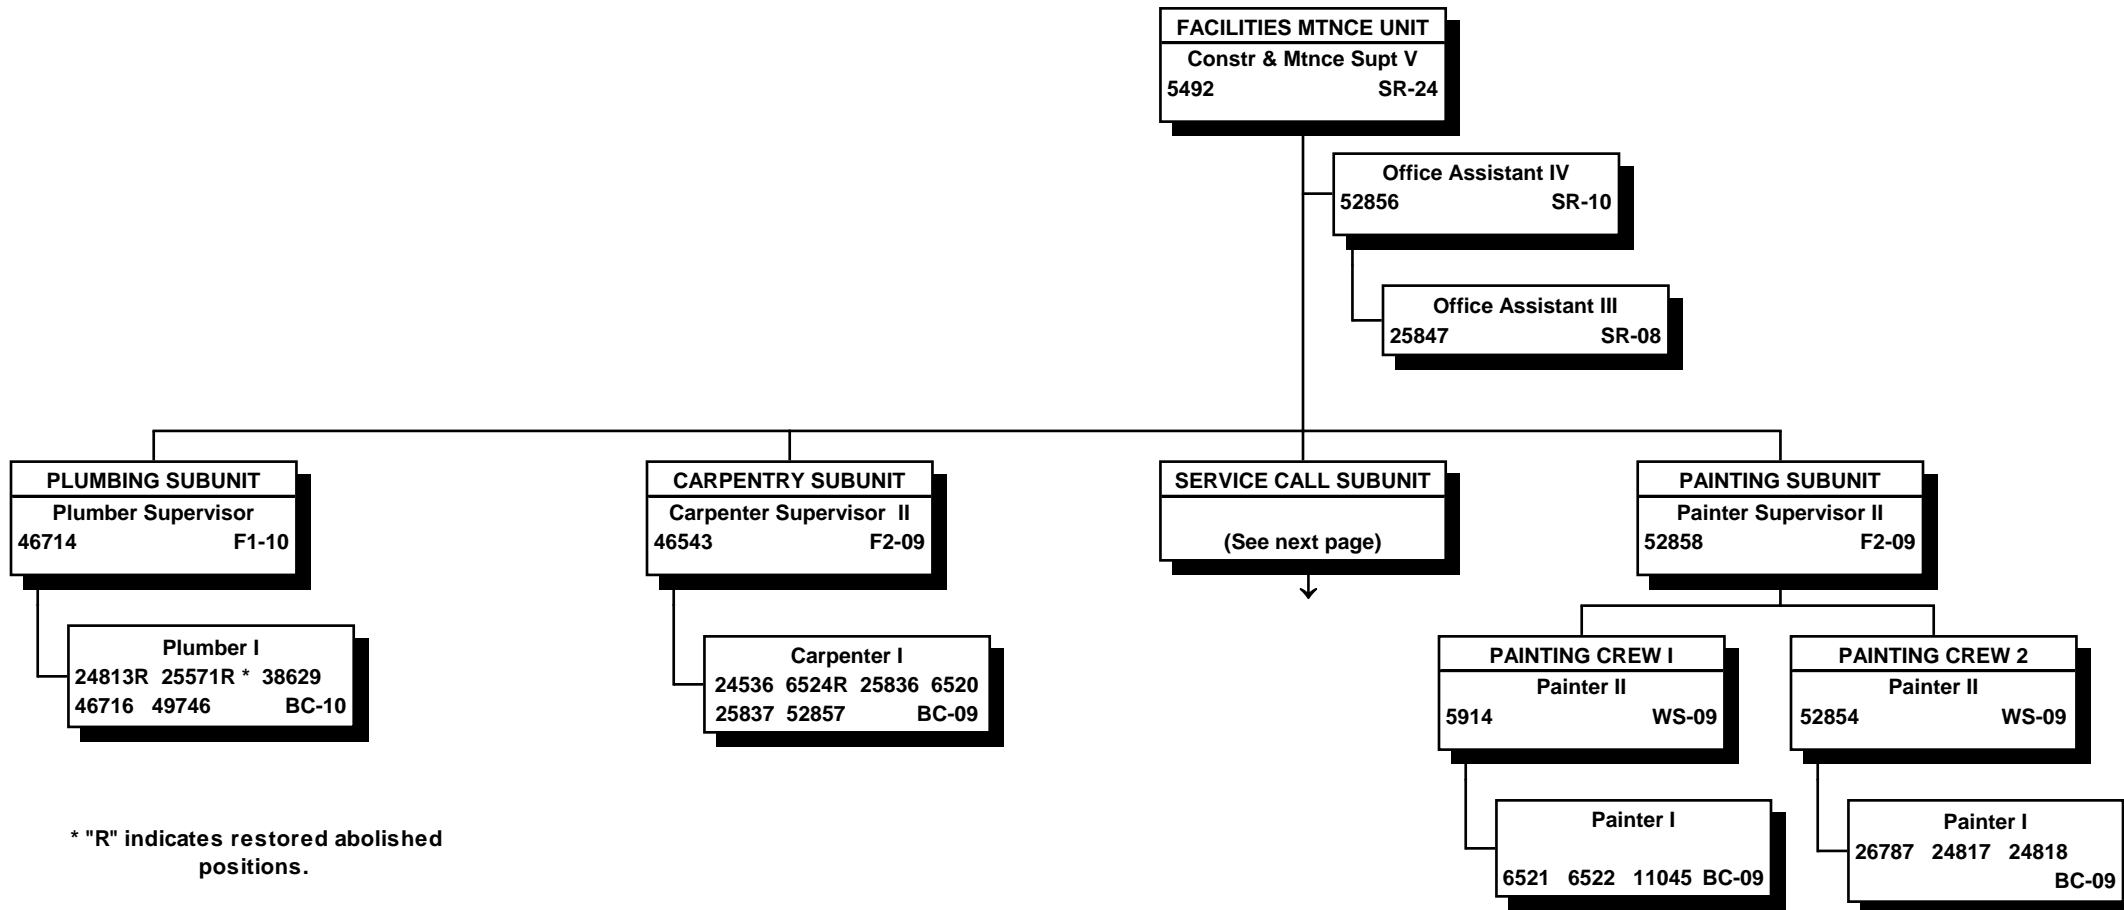 FACILITIES MTNCE UNIT
Constr & Mtnce Supt V
5492 SR-24
Office Assistant IV
52856 SR-10
Office Assistant III
25847 SR-08
PLUMBING SUBUNIT
Plumber Supervisor
46714 F1-10
Plumber I
24813R 25571R * 38629
46716 49746 BC-10
CARPENTRY SUBUNIT
Carpenter Supervisor II
46543 F2-09
Carpenter I
24536 6524R 25836 6520
25837 52857 BC-09
SERVICE CALL SUBUNIT
(See next page)
PAINTING SUBUNIT
Painter Supervisor II
52858 F2-09
PAINTING CREW I
Painter II
5914 WS-09
Painter I
6521 6522 11045 BC-09
PAINTING CREW 2
Painter II
52854 WS-09
Painter I
26787 24817 24818
BC-09
* "R" indicates restored abolished
positions.